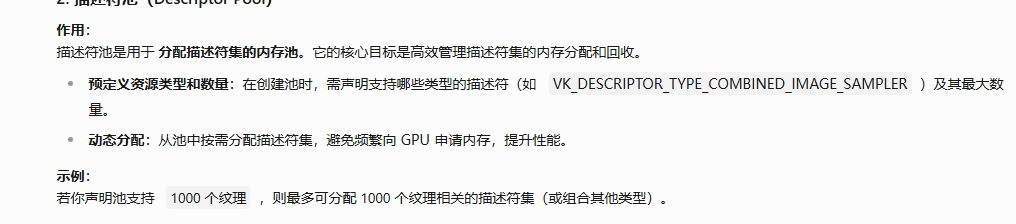 2. 描述符池（Descriptor Pool）
作用：
描述符池是用于 分配描述符集的内存池。它的核心目标是高效管理描述符集的内存分配和回收。
• 预定义资源类型和数量：在创建池时，需声明支持哪些类型的描述符（如 VK_DESCRIPTOR_TYPE_COMBINED_IMAGE_SAMPLER ）及其最大数
量。
• 动态分配：从池中按需分配描述符集，避免频繁向 GPU 申请内存，提升性能。
示例：
若你声明池支持 1000 个纹理 ，则最多可分配 1000 个纹理相关的描述符集（或组合其他类型）。